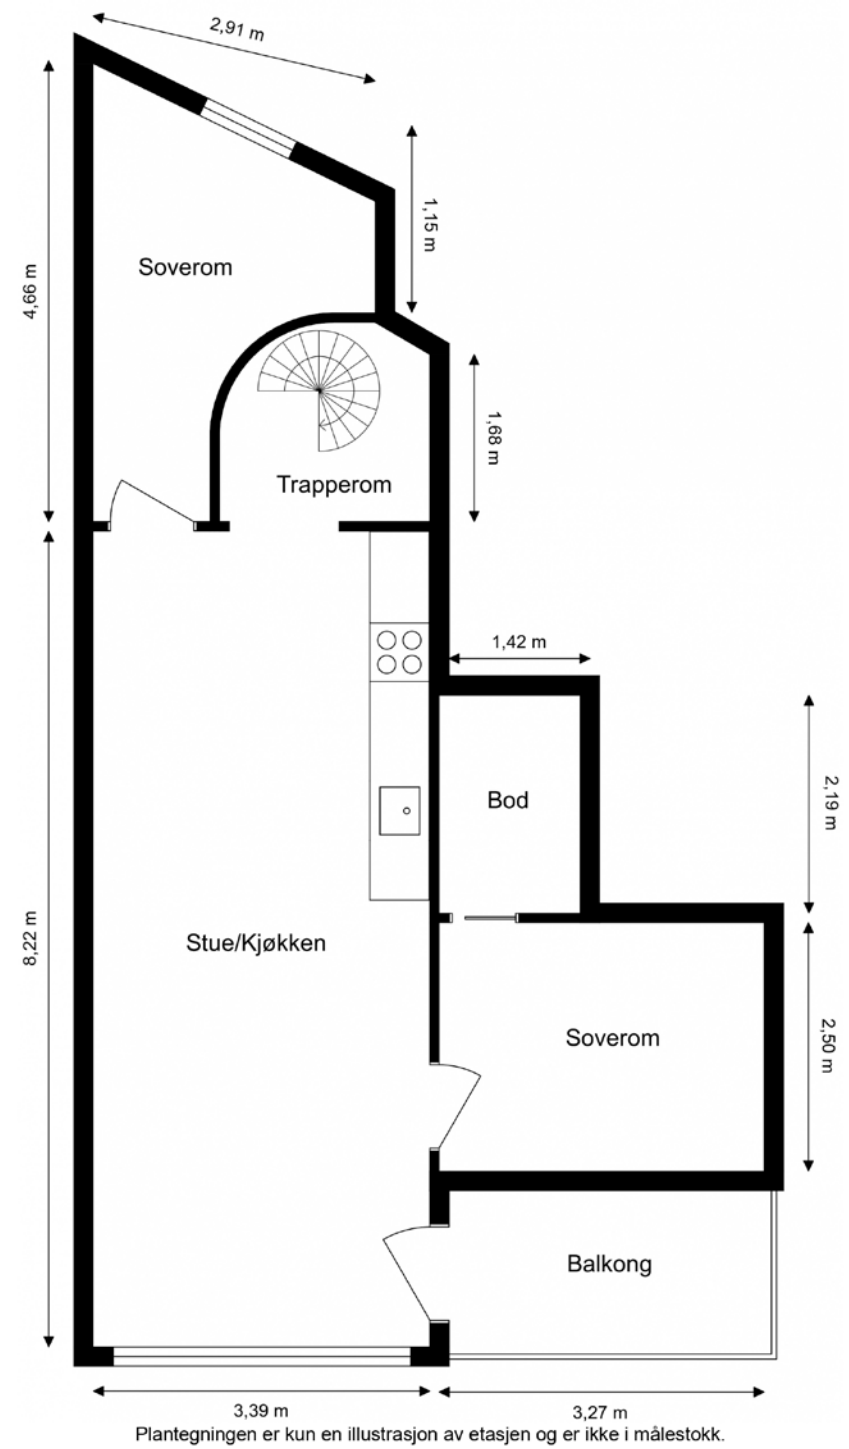 2,91 m
1,15 m
4,66 m
Soverom
1,68 m
Trapperom
1,42 m
2,19 m
Bod
8,22 m
Stue/Kjøkken
2,50 m
Soverom
Balkong
3,39 m
3,27 m
Plantegningen er kun en illustrasjon av etasjen og er ikke i målestokk.